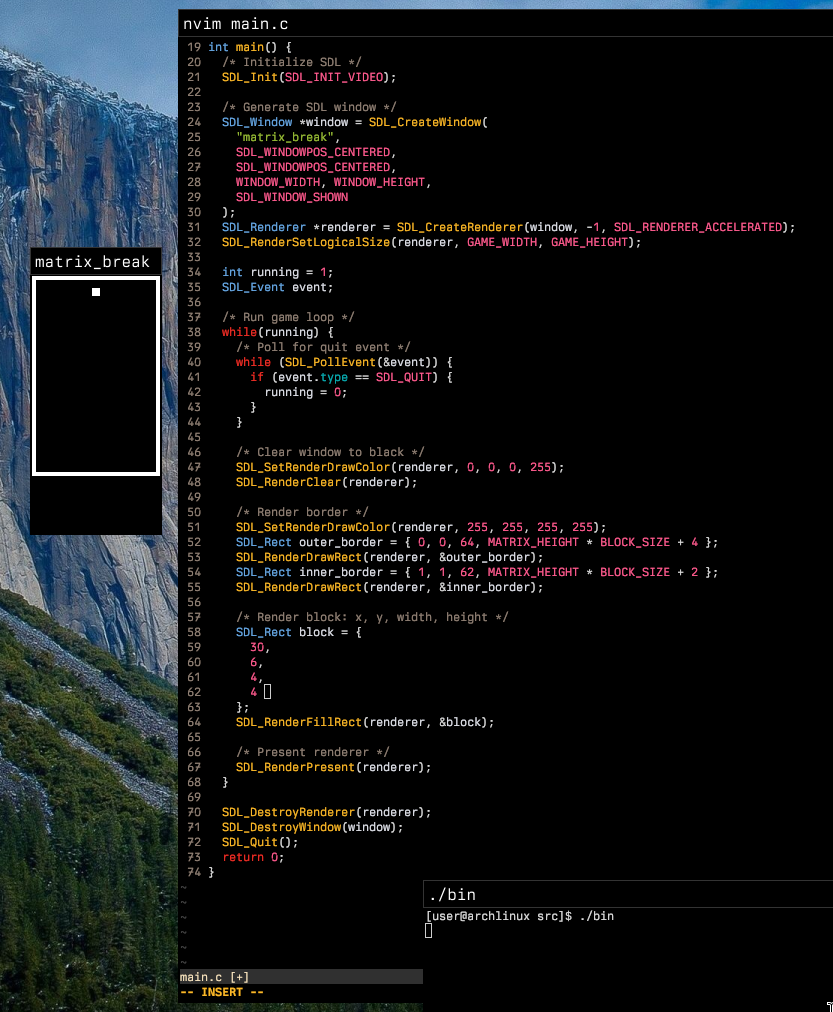 nvim main.c
19 int main() {
20 /* Initialize SDL */
21 SDL_Init(SDL_INIT_VIDEO);
22
23 /* Generate SDL window */
24 SDL_Window *window = SDL_CreateWindow(
25 "matrix_break",
26 SDL_WINDOWPOS_CENTERED,
27 SDL_WINDOWPOS_CENTERED,
28 WINDOW_WIDTH, WINDOW_HEIGHT,
29 SDL_WINDOW_SHOWN
30 );
31 SDL_Renderer *renderer = SDL_CreateRenderer(window, -1, SDL_RENDERER_ACCELERATED);
32 SDL_RenderSetLogicalSize(renderer, GAME_WIDTH, GAME_HEIGHT);
33
34 int running = 1;
35 SDL_Event event;
36
37 /* Run game loop */
38 while(running) {
39 /* Poll for quit event */
40 while (SDL_PollEvent(&event)) {
41 if (event.type == SDL_QUIT) {
42 running = 0;
43 }
44 }
45
46 /* Clear window to black */
47 SDL_SetRenderDrawColor(renderer, 0, 0, 0, 255);
48 SDL_RenderClear(renderer);
49
50 /* Render border */
51 SDL_SetRenderDrawColor(renderer, 255, 255, 255, 255);
52 SDL_Rect outer_border = { 0, 0, 64, MATRIX_HEIGHT * BLOCK_SIZE + 4 };
53 SDL_RenderDrawRect(renderer, &outer_border);
54 SDL_Rect inner_border = { 1, 1, 62, MATRIX_HEIGHT * BLOCK_SIZE + 2 };
55 SDL_RenderDrawRect(renderer, &inner_border);
56
57 /* Render block: x, y, width, height */
58 SDL_Rect block = {
59 30,
60 6,
61 4,
62 4
63 };
64 SDL_RenderFillRect(renderer, &block);
65
66 /* Present renderer */
67 SDL_RenderPresent(renderer);
68 }
69
70 SDL_DestroyRenderer(renderer);
71 SDL_DestroyWindow(window);
72 SDL_Quit();
73 return 0;
74 }
~
~
~
~
~
~
main.c [+]
-- INSERT --
matrix_break
./bin
[user@archlinux src]$ ./bin